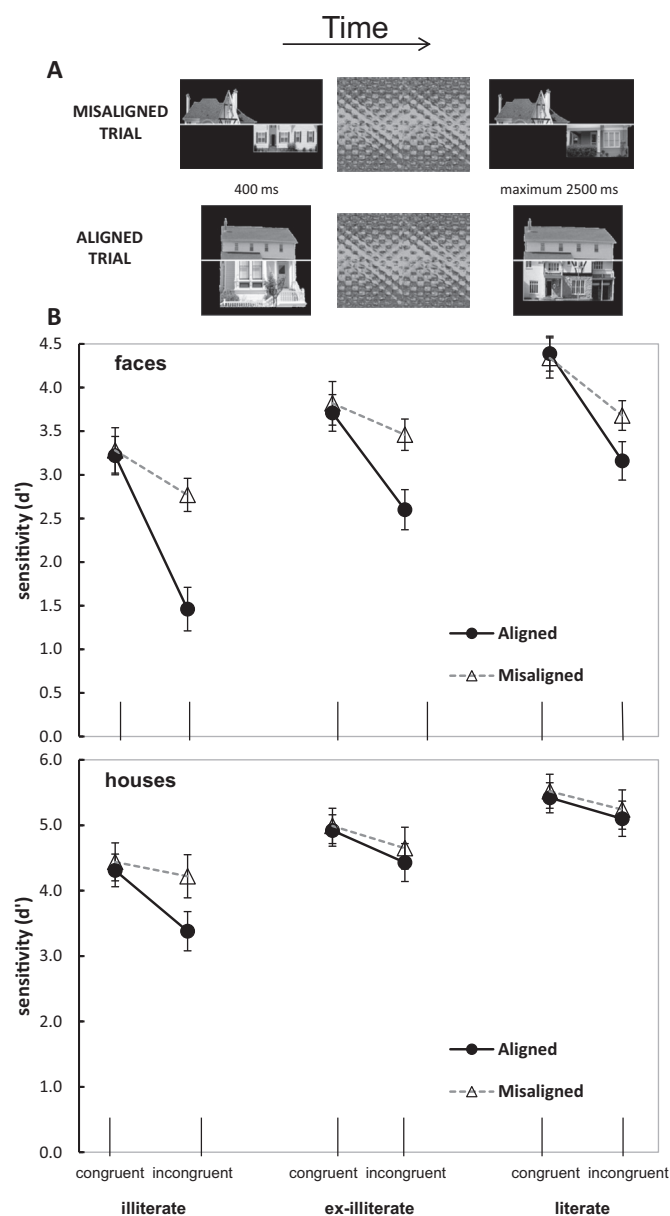 Time
A
MISALIGNED
TRIAL
400 ms
maximum 2500 ms
ALIGNED
TRIAL
B
4.5
4.0
3.5
3.0
2.5
2.0
1.5
1.0
0.5
0.0
sensitivity (d')
faces
Aligned
Misaligned
6.0
5.0
4.0
3.0
2.0
1.0
0.0
sensitivity (d')
houses
Aligned
Misaligned
congruent incongruent congruent incongruent congruent incongruent
illiterate ex-illiterate literate